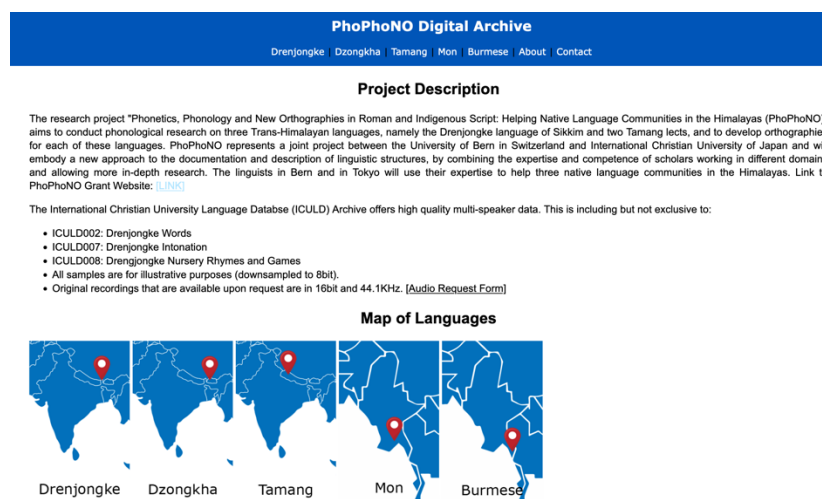 PhoPhoNO Digital Archive
Drenjongke | Dzongkha | Tamang | Mon | Burmese | About | Contact
Project Description
The research project "Phonetics, Phonology and New Orthographies in Roman and Indigenous Script: Helping Native Language Communities in the Himalayas (PhoPhoNO)
aims to conduct phonological research on three Trans-Himalayan languages, namely the Drenjongke language of Sikkim and two Tamang lects, and to develop orthographie
for each of these languages. PhoPhoNO represents a joint project between the University of Bern in Switzerland and International Christian University of Japan and wi
embody a new approach to the documentation and description of linguistic structures, by combining the expertise and competence of scholars working in different domain
and allowing more in-depth research. The linguists in Bern and in Tokyo will use their expertise to help three native language communities in the Himalayas. Link t
PhoPhoNO Grant Website: [LINK]
The International Christian University Language Databse (ICULD) Archive offers high quality multi-speaker data. This is including but not exclusive to:
• ICULD002: Drenjongke Words
• ICULD007: Drenjongke Intonation
• ICULD008: Drengjongke Nursery Rhymes and Games
• All samples are for illustrative purposes (downsampled to 8bit).
• Original recordings that are available upon request are in 16bit and 44.1KHz. [Audio Request Form]
Map of Languages
Drenjongke Dzongkha Tamang Mon Burmese